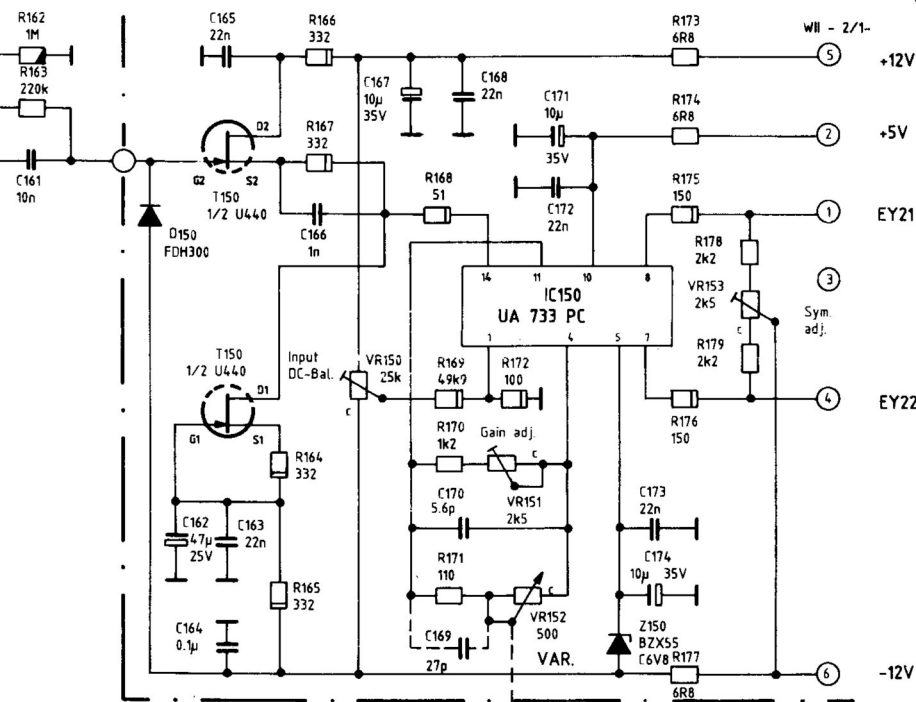 R162
1M
R163
220k
C161
10n
C165
22n
R166
332
D2
G2
S2
T150
1/2 U440
D150
FDH300
R167
332
C166
1n
C167
10µ
35V
C168
22n
R168
51
C171
10µ
35V
C172
22n
R173
6R8
R174
6R8
R175
150
WII - 2/1-
5
+12V
2
+5V
1
EY21
R178
2k2
VR153
2k5
c
3
Sym.
adj.
R179
2k2
4
EY22
R176
150
14
11
10
8
IC150
UA 733 PC
1
4
5
7
T150
1/2 U440
D1
G1
S1
Input
DC-Bal.
VR150
25k
c
R169
49k9
R172
100
R170
1k2
Gain adj.
c
VR151
2k5
R164
332
C162
47µ
25V
C163
22n
C170
5.6p
R171
110
c
VR152
500
C169
27p
VAR.
R165
332
C164
0.1µ
C173
22n
C174
10µ 35V
Z150
BZX55
C6V8
R177
6R8
6
-12V